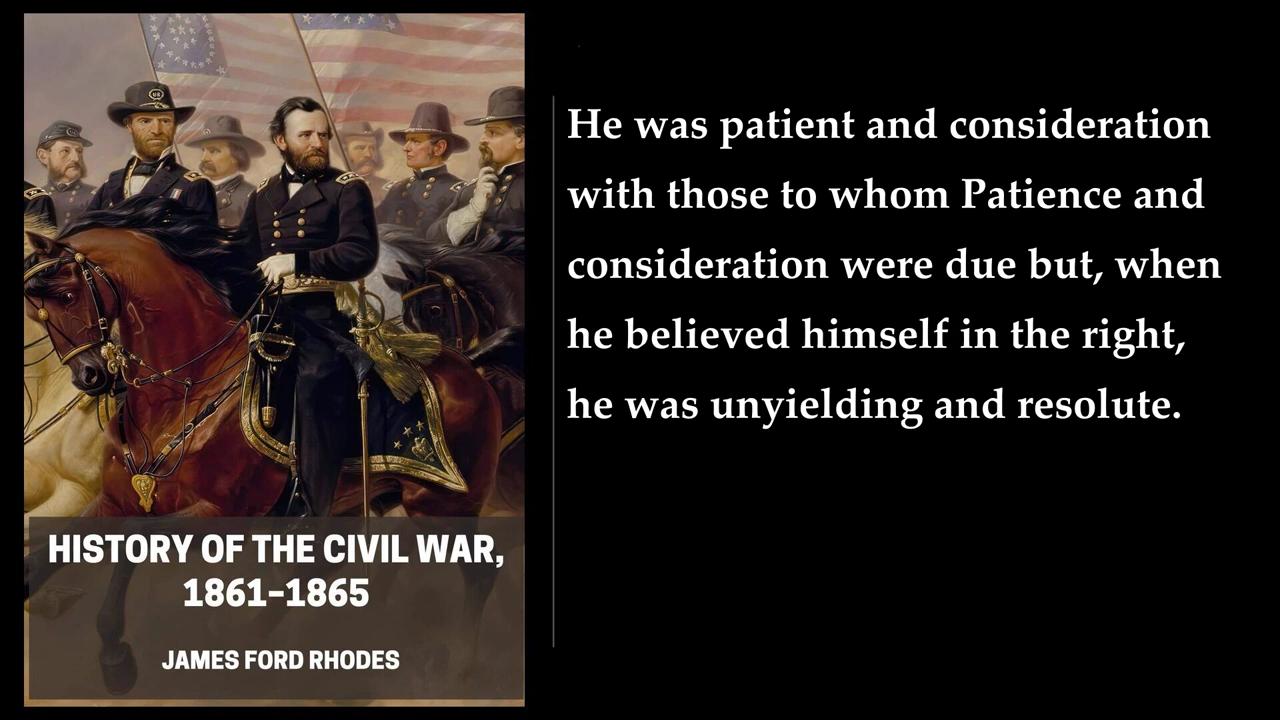 HISTORY OF THE CIVIL WAR,
1861–1865
JAMES FORD RHODES
He was patient and consideration
with those to whom Patience and
consideration were due but, when
he believed himself in the right,
he was unyielding and resolute.